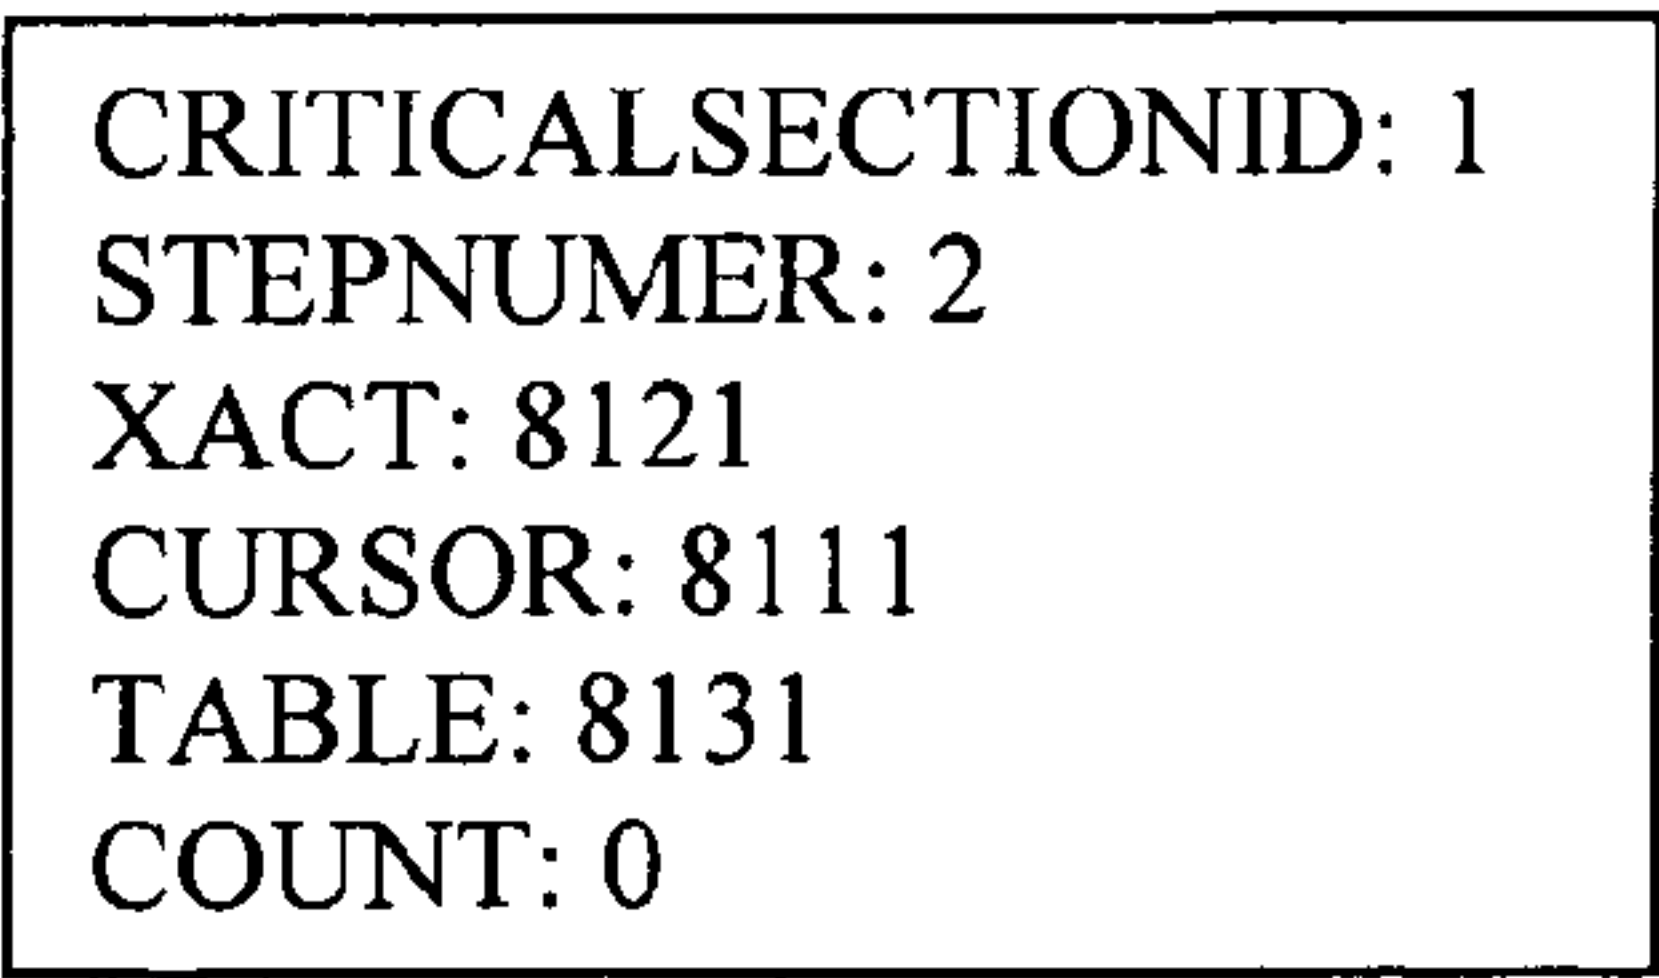 CRITICALSECTIONID: 1
STEPNUMER: 2
XACT: 8121
CURSOR: 8111
TABLE: 8131
COUNT: 0